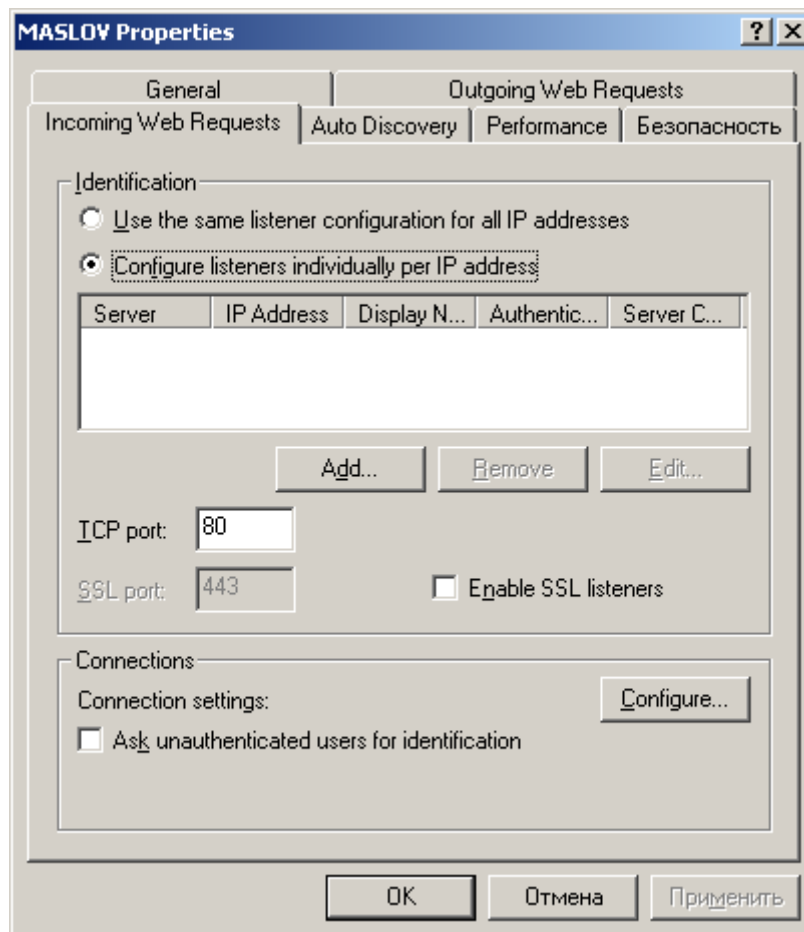 MASLOV Properties
General Outgoing Web Requests
Incoming Web Requests Auto Discovery Performance Безопасность
Identification
Use the same listener configuration for all IP addresses
Configure listeners individually per IP address
Server IP Address Display N... Authentic... Server C...
Add... Remove Edit...
TCP port: 80
SSL port: 443 Enable SSL listeners
Connections
Connection settings: Configure...
Ask unauthenticated users for identification
OK Отмена Применить